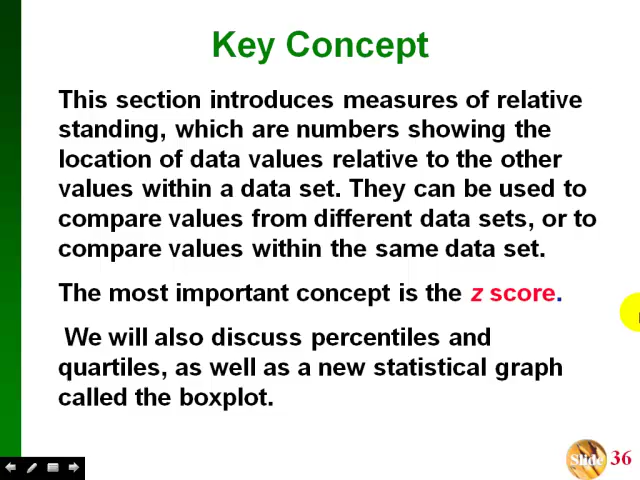 Key Concept
This section introduces measures of relative
standing, which are numbers showing the
location of data values relative to the other
values within a data set. They can be used to
compare values from different data sets, or to
compare values within the same data set.
The most important concept is the z score.
We will also discuss percentiles and
quartiles, as well as a new statistical graph
called the boxplot.
Slide 36